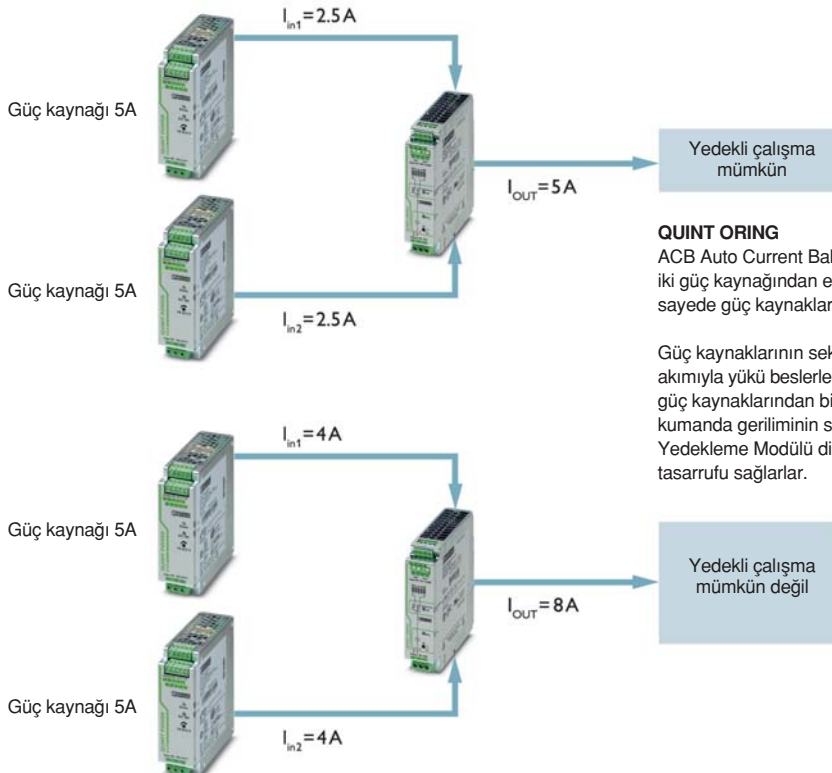 I_in1=2.5A
Güç kaynağı 5A
Yedekli çalışma
mümkün
I_OUT=5A
Güç kaynağı 5A
I_in2=2.5A
QUINT ORING
ACB Auto Current Bal
iki güç kaynağından e
sayede güç kaynaklar
Güç kaynaklarının sek
akımıyla yükü beslerle
güç kaynaklarından bi
kumanda geriliminin s
Yedekleme Modülü di
tasarrufu sağlarlar.
I_in1=4A
Güç kaynağı 5A
Yedekli çalışma
mümkün değil
I_OUT=8A
Güç kaynağı 5A
I_in2=4A